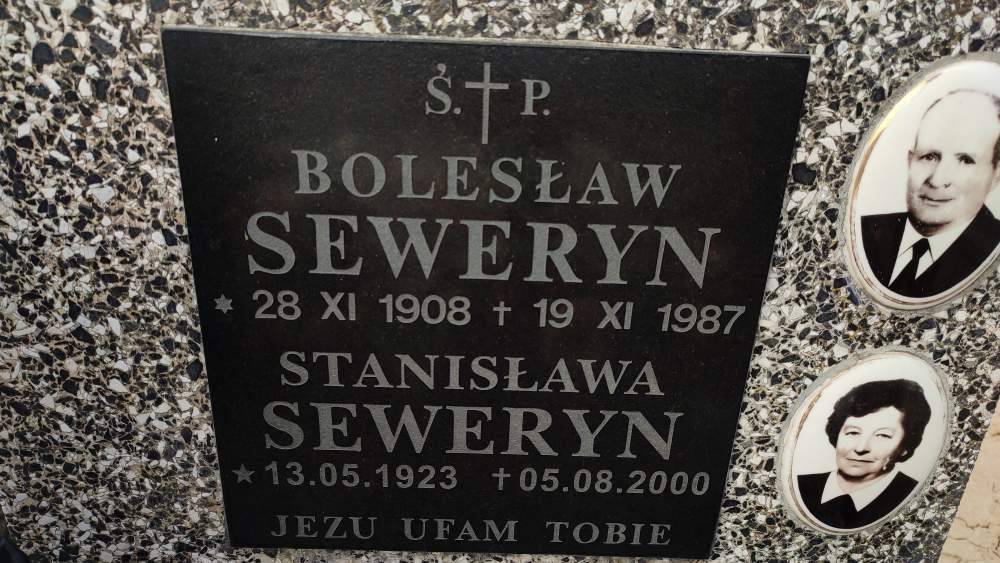 Ś. † P.
BOLESŁAW
SEWERYN
* 28 XI 1908 † 19 XI 1987
STANISŁAWA
SEWERYN
* 13.05.1923 † 05.08.2000
JEZU UFAM TOBIE